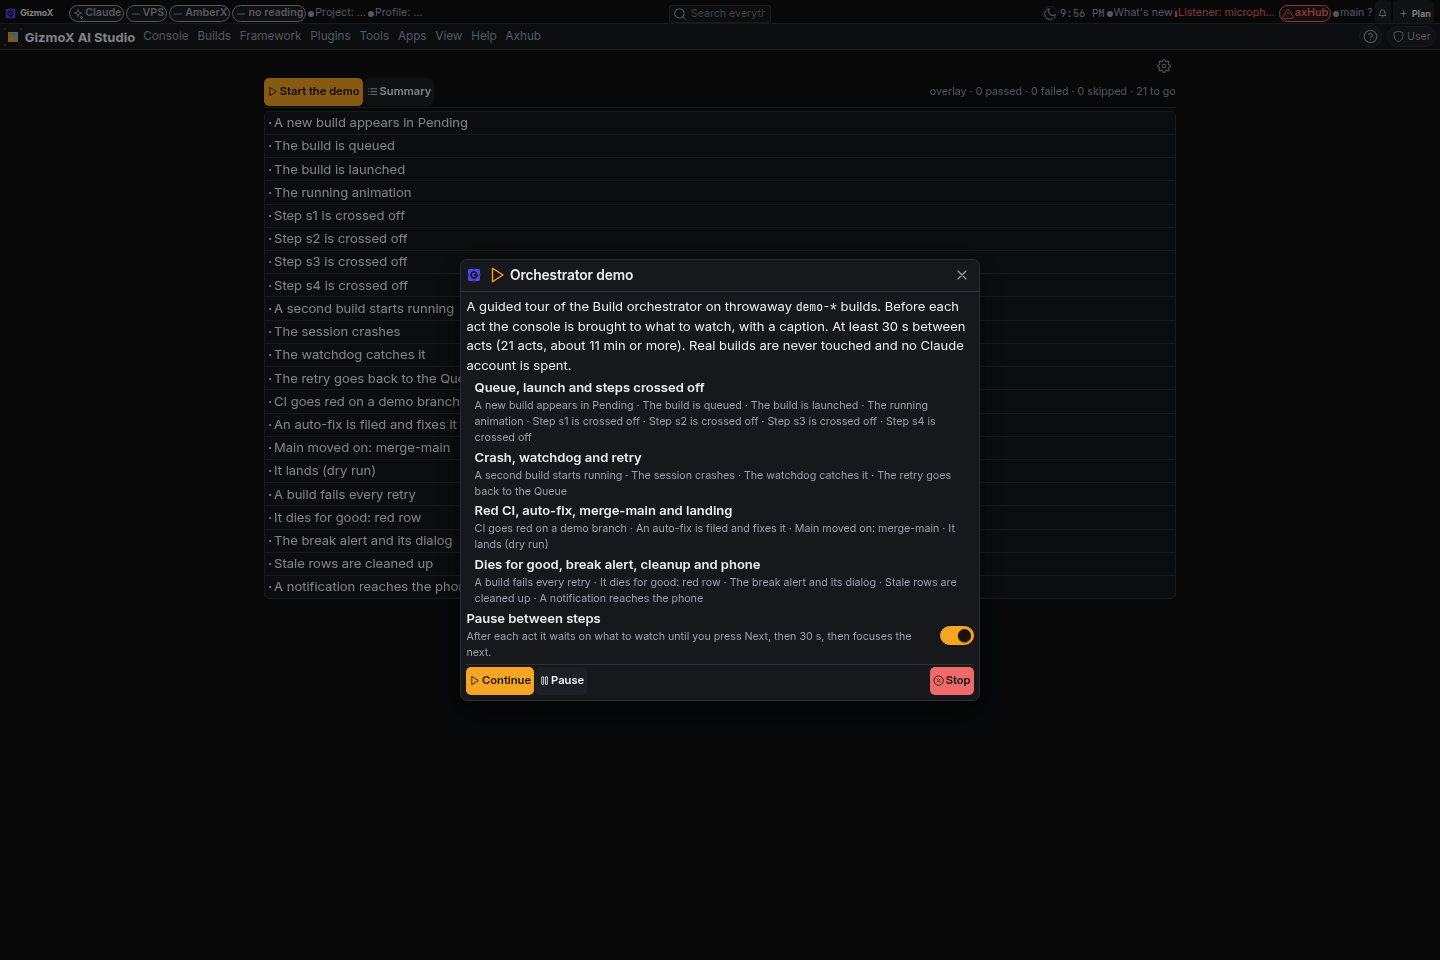 GizmoX Claude VPS AmberX no reading Project: ... Profile: ... Search everyth 9:56 PM What's new Listener: microph... axHub main ? + Plan
GizmoX AI Studio Console Builds Framework Plugins Tools Apps View Help Axhub User
Start the demo Summary overlay · 0 passed · 0 failed · 0 skipped · 21 to go
· A new build appears in Pending
· The build is queued
· The build is launched
· The running animation
· Step s1 is crossed off
· Step s2 is crossed off
· Step s3 is crossed off
· Step s4 is crossed off
· A second build starts running
· The session crashes
· The watchdog catches it
· The retry goes back to the Que
· CI goes red on a demo branch
· An auto-fix is filed and fixes it
· Main moved on: merge-main
· It lands (dry run)
· A build fails every retry
· It dies for good: red row
· The break alert and its dialog
· Stale rows are cleaned up
· A notification reaches the phon
Orchestrator demo
A guided tour of the Build orchestrator on throwaway demo-* builds. Before each
act the console is brought to what to watch, with a caption. At least 30 s between
acts (21 acts, about 11 min or more). Real builds are never touched and no Claude
account is spent.
Queue, launch and steps crossed off
A new build appears in Pending · The build is queued · The build is launched · The running
animation · Step s1 is crossed off · Step s2 is crossed off · Step s3 is crossed off · Step s4 is
crossed off
Crash, watchdog and retry
A second build starts running · The session crashes · The watchdog catches it · The retry goes
back to the Queue
Red CI, auto-fix, merge-main and landing
CI goes red on a demo branch · An auto-fix is filed and fixes it · Main moved on: merge-main · It
lands (dry run)
Dies for good, break alert, cleanup and phone
A build fails every retry · It dies for good: red row · The break alert and its dialog · Stale rows are
cleaned up · A notification reaches the phone
Pause between steps
After each act it waits on what to watch until you press Next, then 30 s, then focuses the
next.
Continue Pause Stop